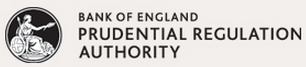 BANK OF ENGLAND
PRUDENTIAL REGULATION
AUTHORITY